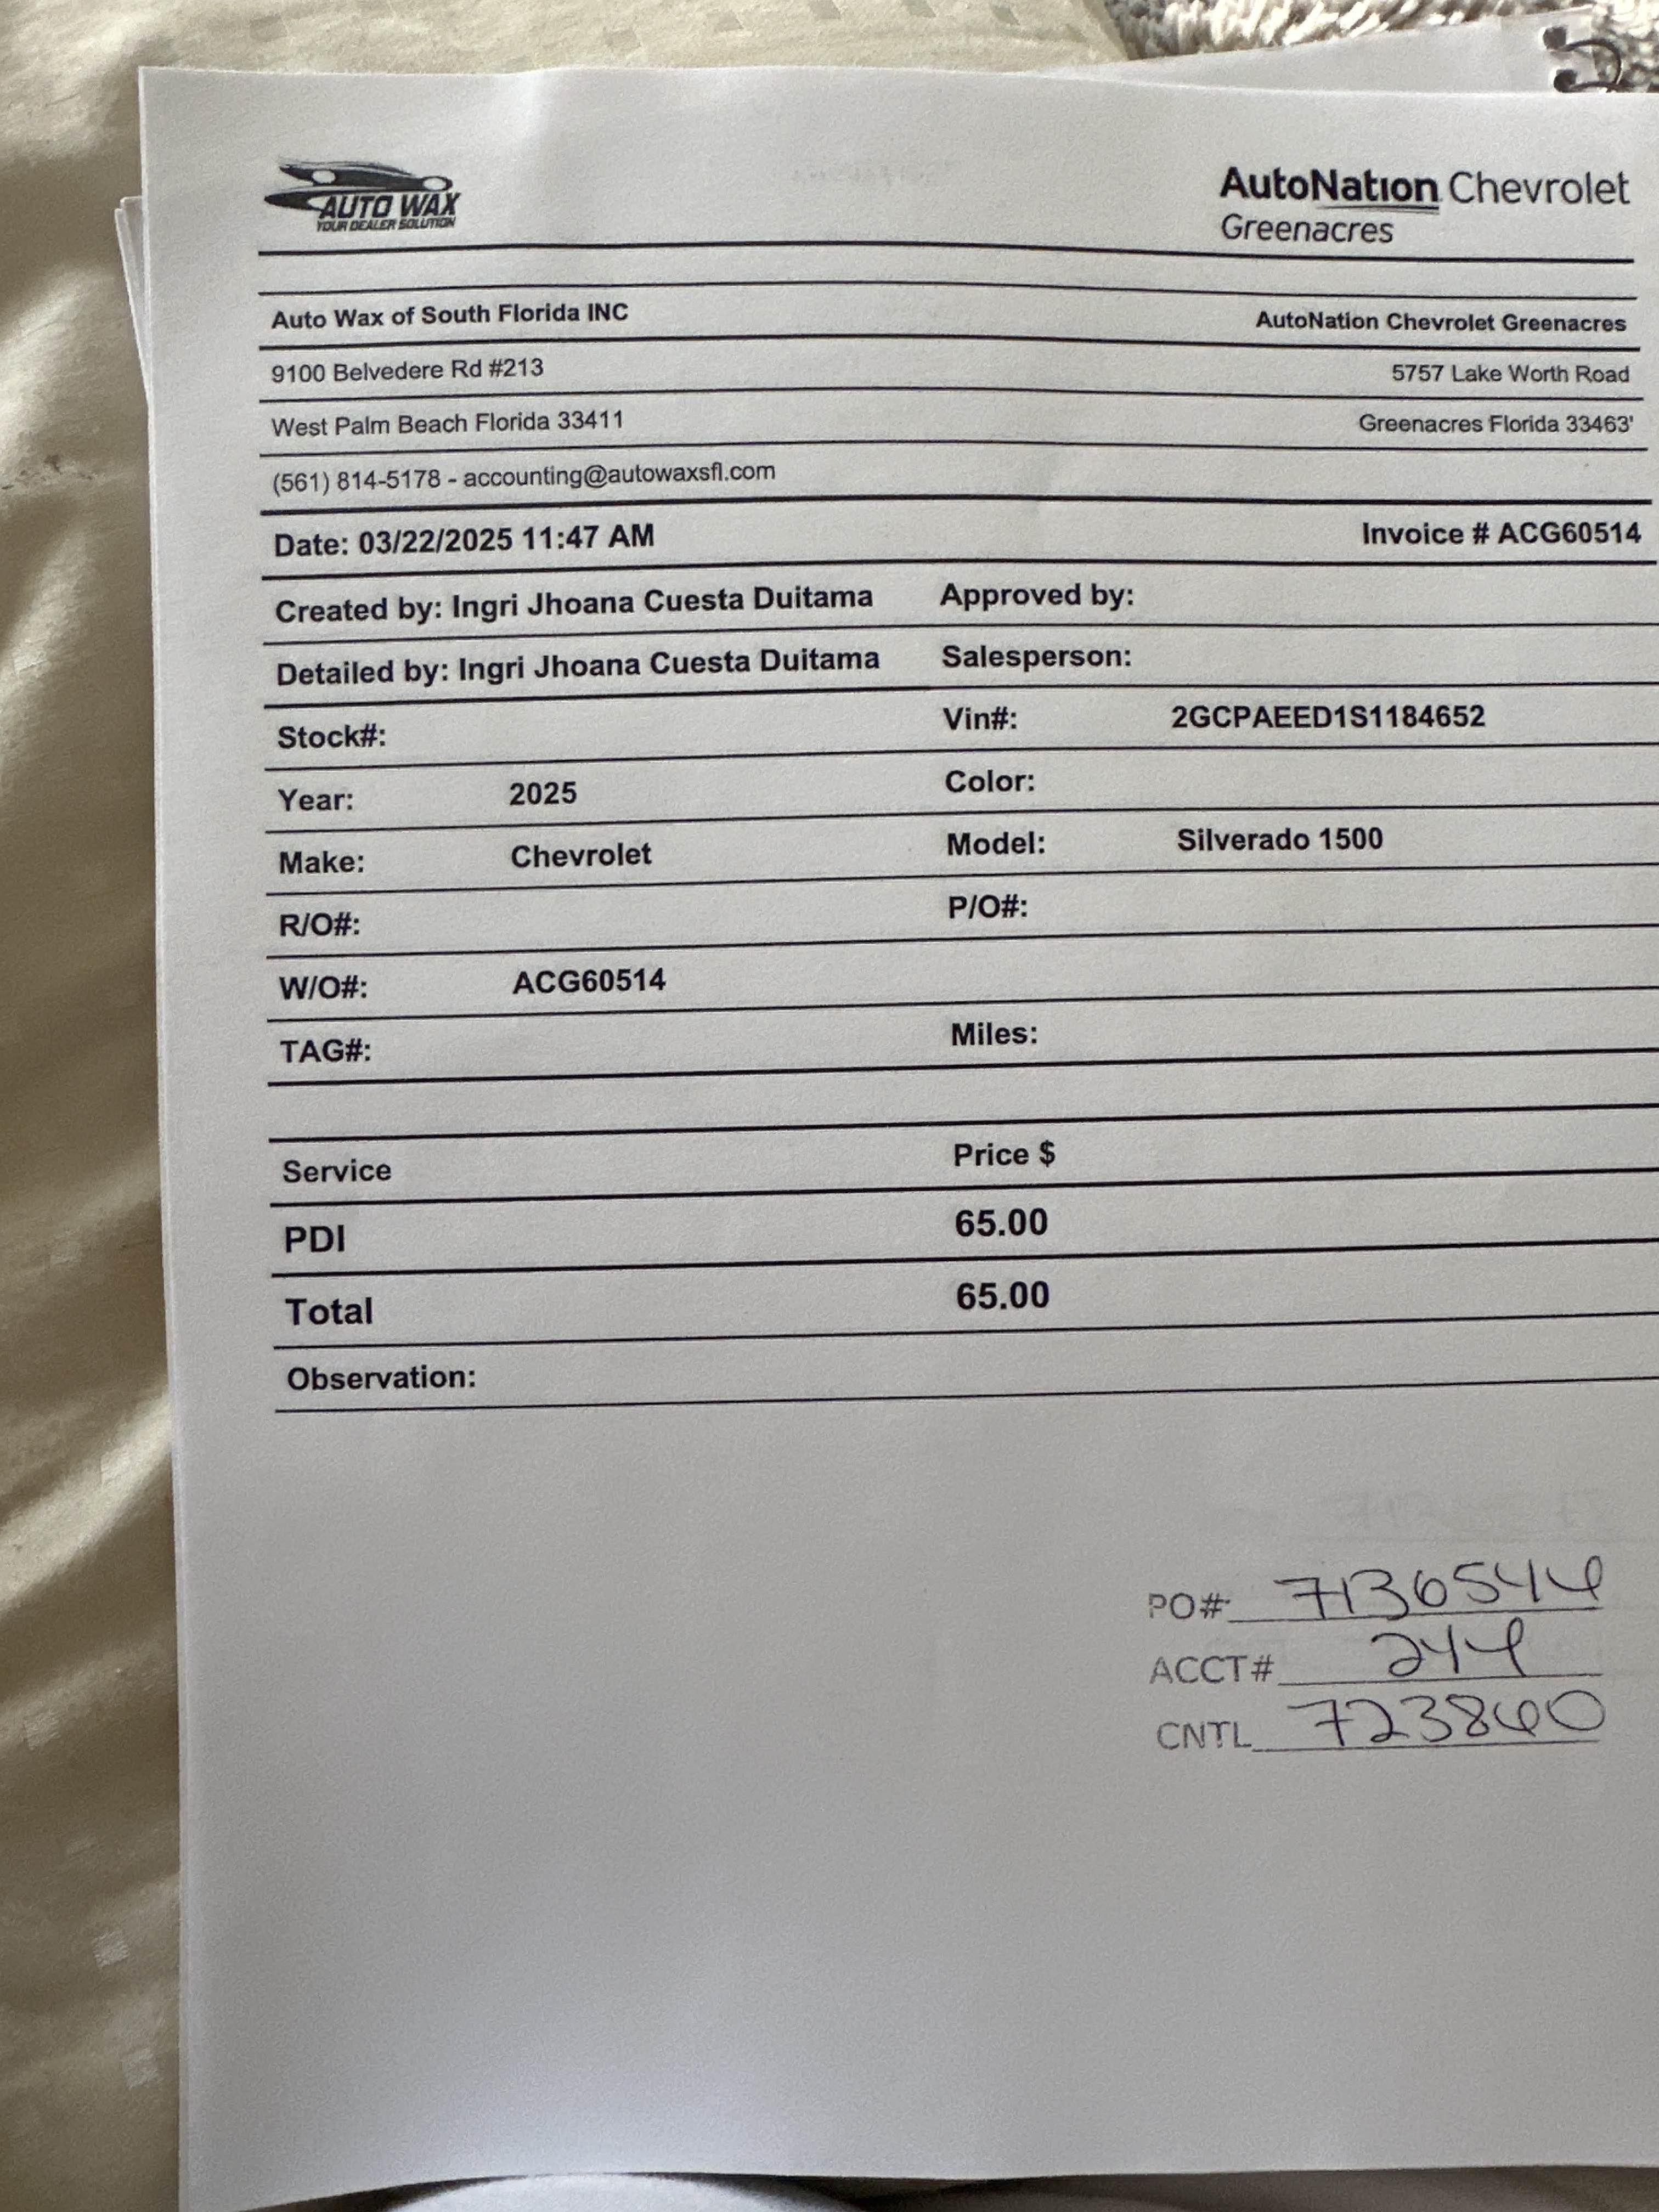 AUTO WAX
YOUR DEALER SOLUTION
AutoNation Chevrolet
Greenacres
Auto Wax of South Florida INC
AutoNation Chevrolet Greenacres
9100 Belvedere Rd #213
5757 Lake Worth Road
West Palm Beach Florida 33411
Greenacres Florida 33463'
(561) 814-5178 - accounting@autowaxsfl.com
Date: 03/22/2025 11:47 AM
Invoice # ACG60514
Created by: Ingri Jhoana Cuesta Duitama
Approved by:
Detailed by: Ingri Jhoana Cuesta Duitama
Salesperson:
Stock#:
Vin#: 2GCPAEED1S1184652
Year: 2025
Color:
Make: Chevrolet
Model: Silverado 1500
R/O#:
P/O#:
W/O#: ACG60514
TAG#:
Miles:
Service Price $
PDI 65.00
Total 65.00
Observation:
PO#
ACCT# 244
CNTL 723860